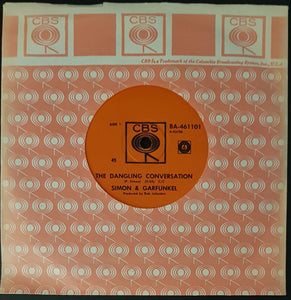 CBS
CBS
CBS
CBS is a Trademark of the Columbia Broadcasting System, Inc., U.S.A.
SIDE 1
CBS
BA-461101
45
THE DANGLING CONVERSATION
SIMON & GARFUNKEL
Produced by Bob Johnston